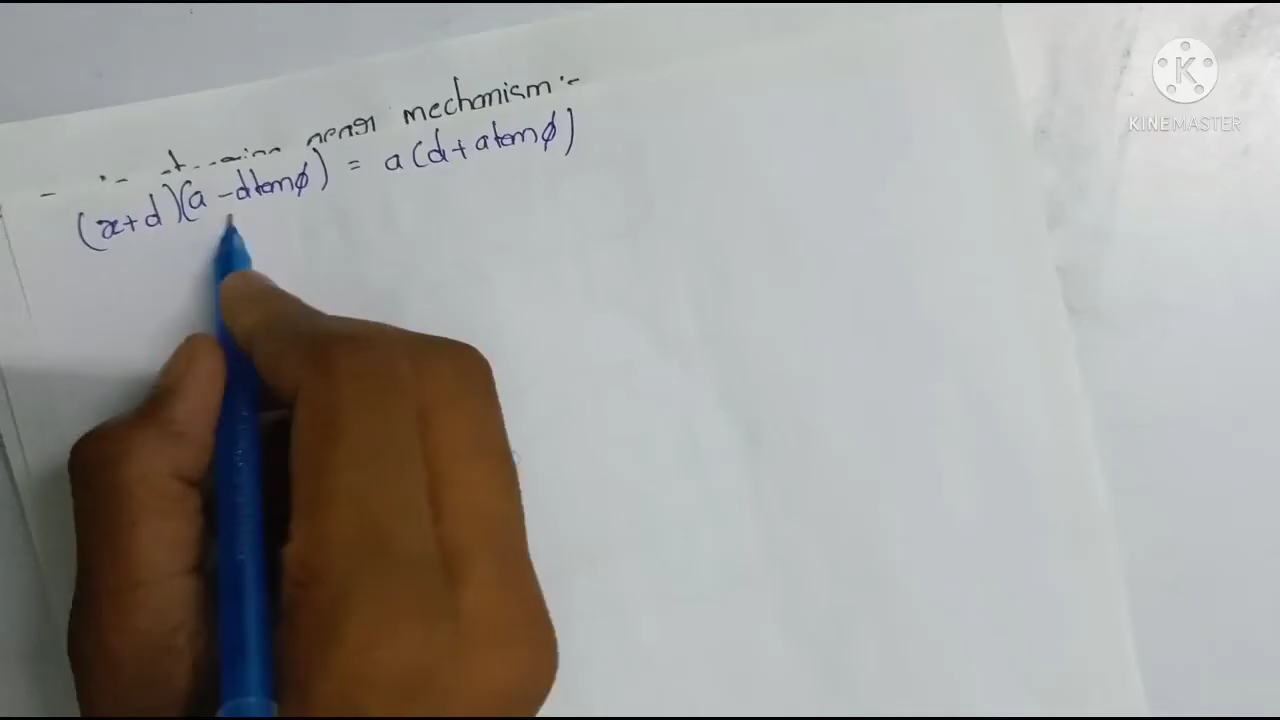 mechanism :-
(x+d)(a-dtanφ) = a(d+atanφ)
K
KINEMASTER